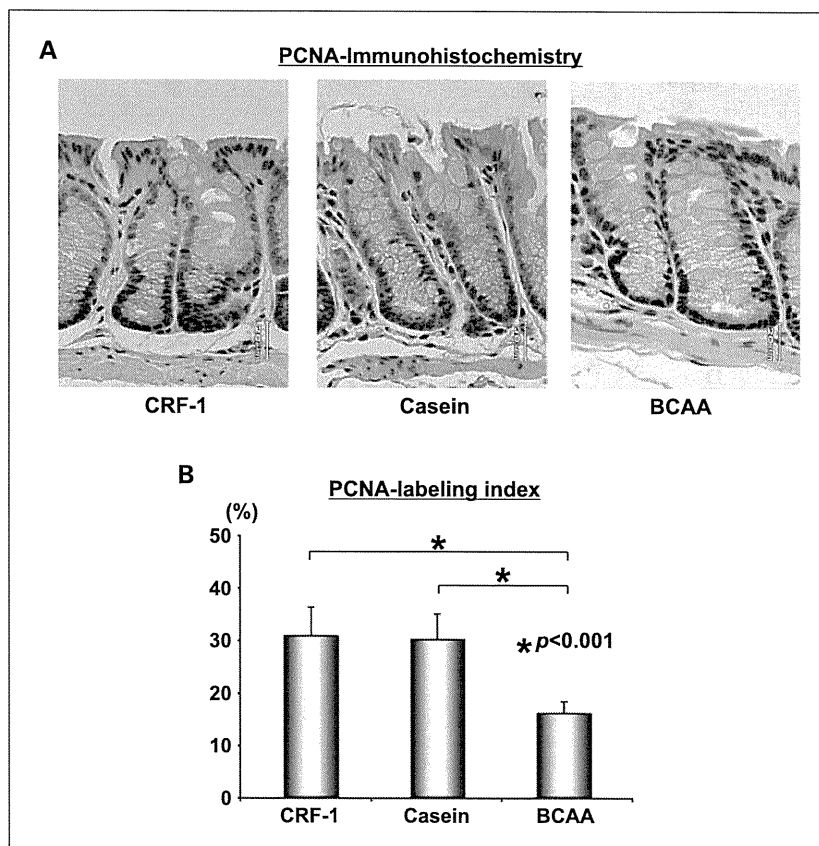 A
PCNA-Immunohistochemistry
CRF-1
Casein
BCAA
B
PCNA-labeling index
(%)
50
*
40
*
30
* p<0.001
20
10
0
CRF-1
Casein
BCAA